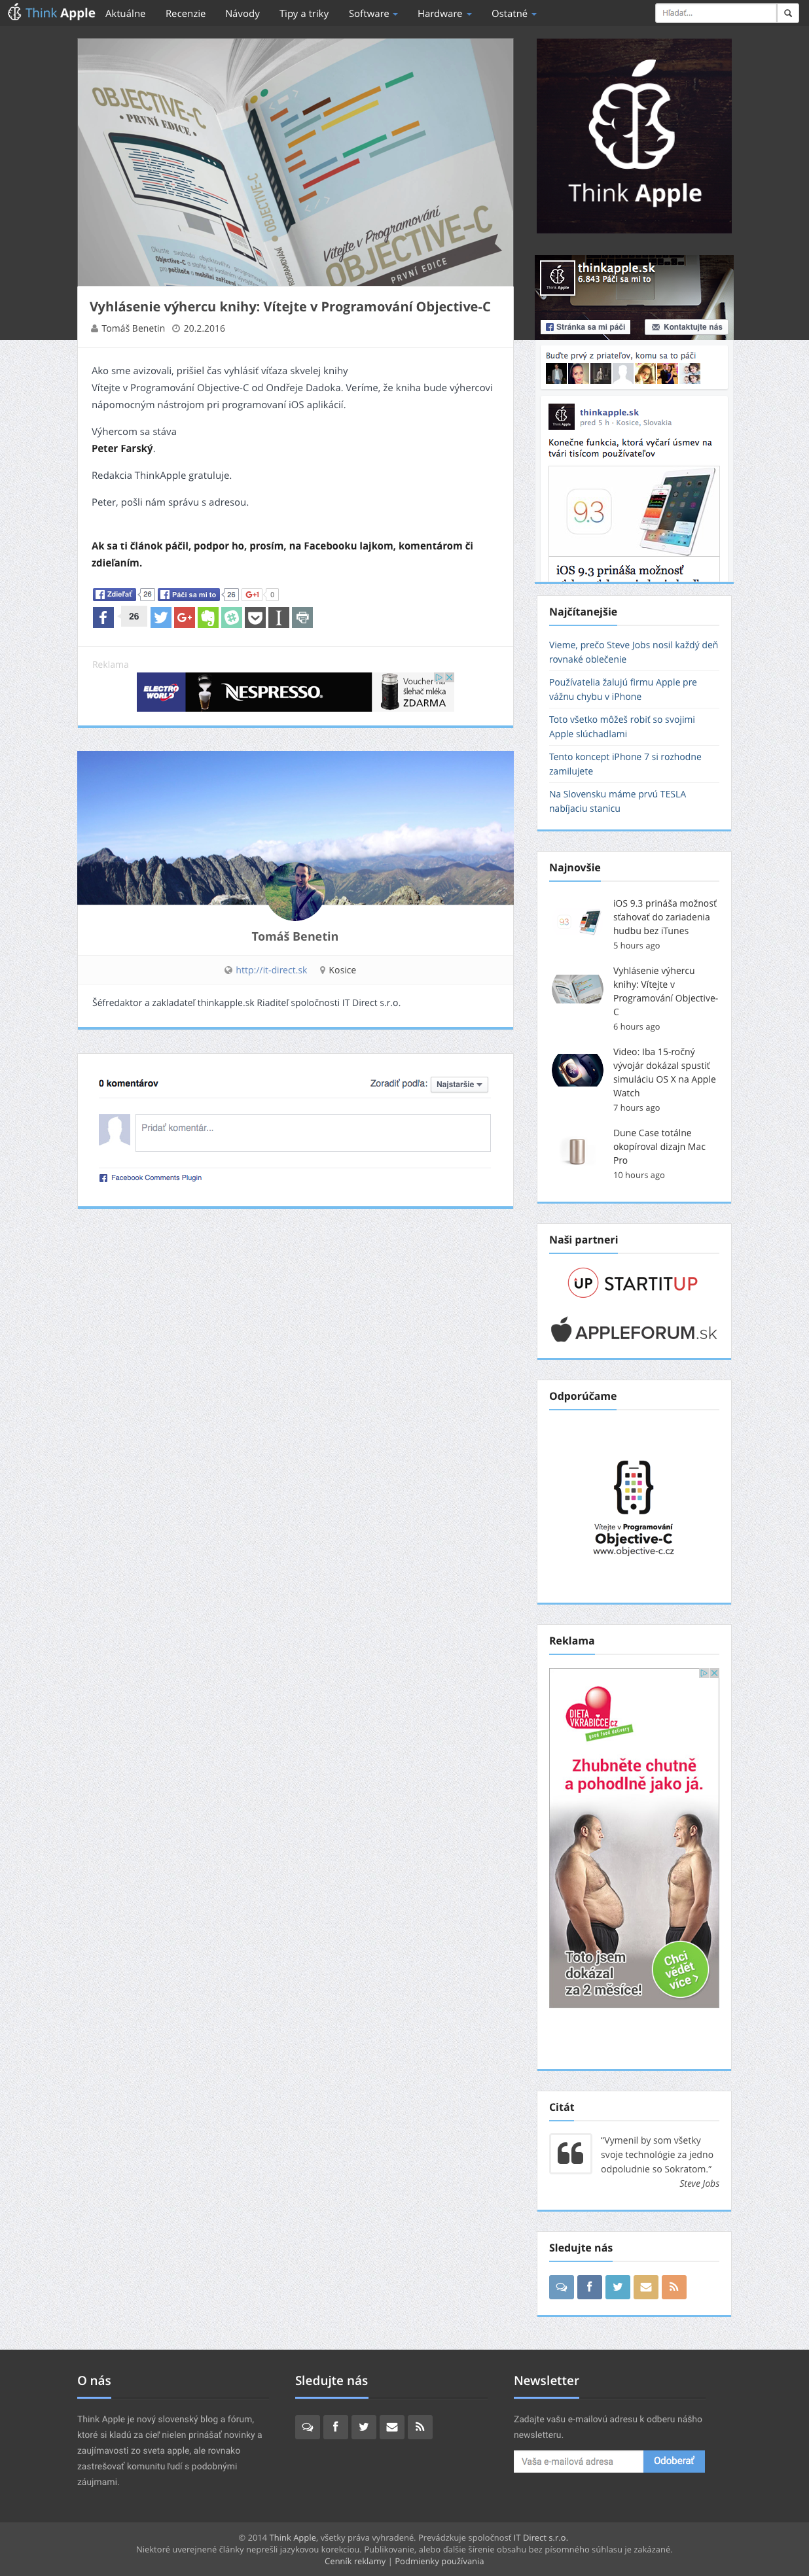 Think Apple Aktuálne Recenzie Návody Tipy a triky Software Hardware Ostatné Hľadať...
OBJECTIVE-C
• PRVNÍ EDICE •
OBJECTIVE-C
Vítejte v Programování
OBJECTIVE-C
PRVNÍ EDICE
Vyhlásenie výhercu knihy: Vítejte v Programování Objective-C
Tomáš Benetin 20.2.2016
Ako sme avizovali, prišiel čas vyhlásiť víťaza skvelej knihy
Vítejte v Programování Objective-C od Ondřeje Dadoka. Veríme, že kniha bude výhercovi
nápomocným nástrojom pri programovaní iOS aplikácií.
Výhercom sa stáva
Peter Farský.
Redakcia ThinkApple gratuluje.
Peter, pošli nám správu s adresou.
Ak sa ti článok páčil, podpor ho, prosím, na Facebooku lajkom, komentárom či
zdieľaním.
Zdieľať 26 Páči sa mi to 26 G+1 0
26
Reklama
ELECTRO WORLD NESPRESSO. Voucher na
šlehač mléka
ZDARMA
Tomáš Benetin
http://it-direct.sk Kosice
Šéfredaktor a zakladateľ thinkapple.sk Riaditeľ spoločnosti IT Direct s.r.o.
0 komentárov Zoradiť podľa: Najstaršie
Pridať komentár...
Facebook Comments Plugin
Think Apple
thinkapple.sk
6.843 Páči sa mi to
Think Apple
Stránka sa mi páči Kontaktujte nás
Buďte prvý z priateľov, komu sa to páči
thinkapple.sk
pred 5 h · Kosice, Slovakia
Konečne funkcia, ktorá vyčarí úsmev na
tvári tisícom používateľov
9.3
iOS 9.3 prináša možnosť
Najčítanejšie
Vieme, prečo Steve Jobs nosil každý deň
rovnaké oblečenie
Používatelia žalujú firmu Apple pre
vážnu chybu v iPhone
Toto všetko môžeš robiť so svojimi
Apple slúchadlami
Tento koncept iPhone 7 si rozhodne
zamilujete
Na Slovensku máme prvú TESLA
nabíjaciu stanicu
Najnovšie
iOS 9.3 prináša možnosť
sťahovať do zariadenia
hudbu bez iTunes
5 hours ago
Vyhlásenie výhercu
knihy: Vítejte v
Programování Objective-
C
6 hours ago
Video: Iba 15-ročný
vývojár dokázal spustiť
simuláciu OS X na Apple
Watch
7 hours ago
Dune Case totálne
okopíroval dizajn Mac
Pro
10 hours ago
Naši partneri
UP STARTITUP
APPLEFORUM.sk
Odporúčame
Vítejte v Programování
Objective-C
www.objective-c.cz
Reklama
DIETA
VKRABIČCE.cz
good food delivery
Zhubněte chutně
a pohodlně jako já.
Toto jsem
dokázal
za 2 měsíce!
Chci
vědět
více >
Citát
"Vymenil by som všetky
svoje technológie za jedno
odpoludnie so Sokratom."
Steve Jobs
Sledujte nás
O nás
Think Apple je nový slovenský blog a fórum,
ktoré si kladú za cieľ nielen prinášať novinky a
zaujímavosti zo sveta apple, ale rovnako
zastrešovať komunitu ľudí s podobnými
záujmami.
Sledujte nás
Newsletter
Zadajte vašu e-mailovú adresu k odberu nášho
newsletteru.
Vaša e-mailová adresa Odoberať
© 2014 Think Apple, všetky práva vyhradené. Prevádzkuje spoločnosť IT Direct s.r.o.
Niektoré uverejnené články neprešli jazykovou korekciou. Publikovanie, alebo ďalšie šírenie obsahu bez písomného súhlasu je zakázané.
Cenník reklamy | Podmienky používania